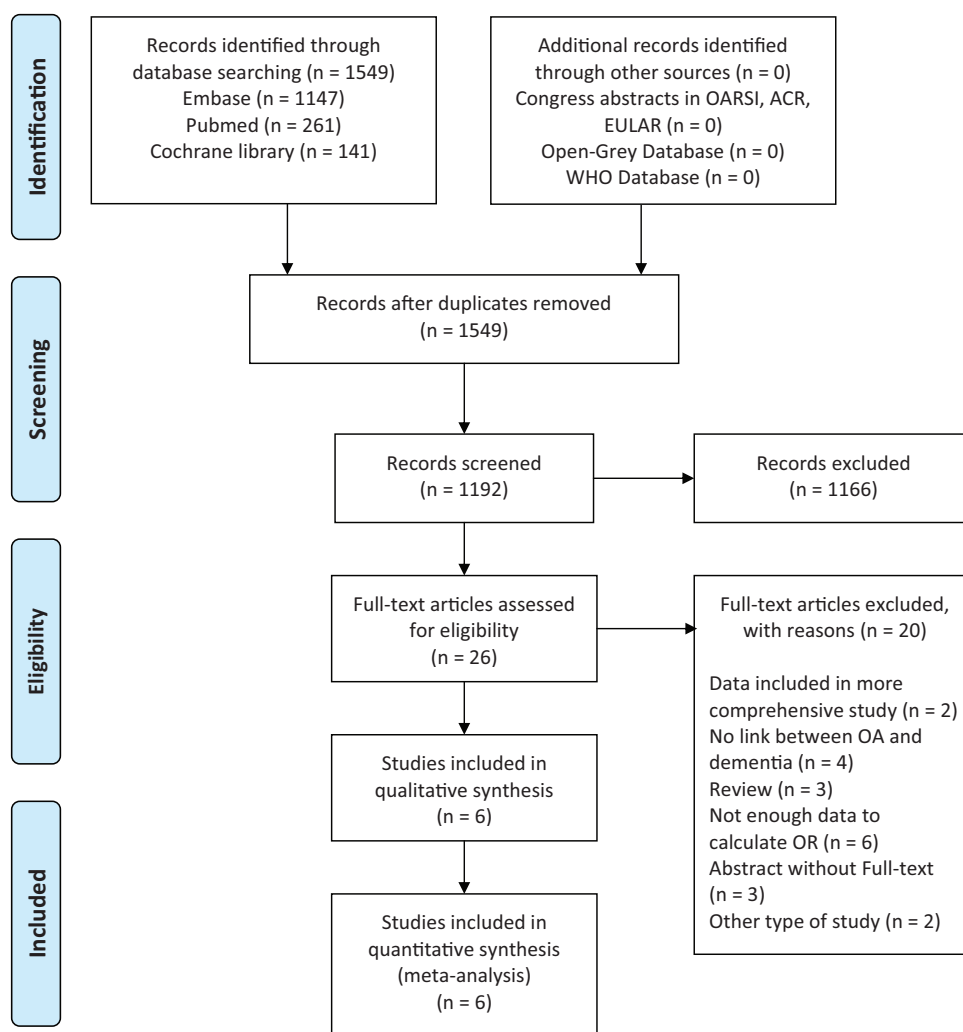 Identification
Records identified through
database searching (n = 1549)
Embase (n = 1147)
Pubmed (n = 261)
Cochrane library (n = 141)
Additional records identified
through other sources (n = 0)
Congress abstracts in OARSI, ACR,
EULAR (n = 0)
Open-Grey Database (n = 0)
WHO Database (n = 0)
Screening
Records after duplicates removed
(n = 1549)
Records screened
(n = 1192)
Records excluded
(n = 1166)
Eligibility
Full-text articles assessed
for eligibility
(n = 26)
Full-text articles excluded,
with reasons (n = 20)
Data included in more
comprehensive study (n = 2)
No link between OA and
dementia (n = 4)
Review (n = 3)
Not enough data to
calculate OR (n = 6)
Abstract without Full-text
(n = 3)
Other type of study (n = 2)
Studies included in
qualitative synthesis
(n = 6)
Included
Studies included in
quantitative synthesis
(meta-analysis)
(n = 6)